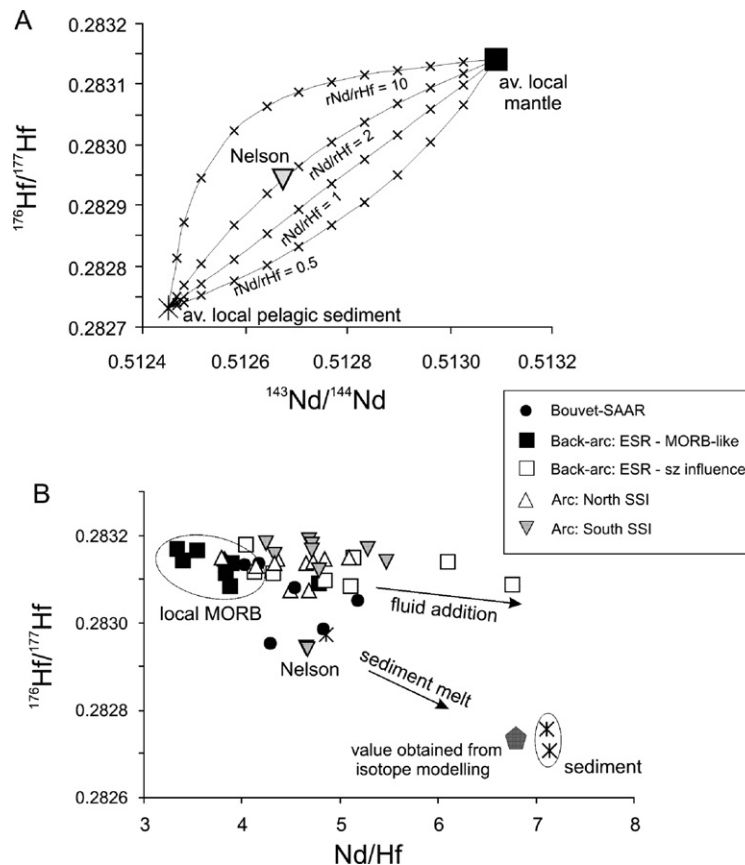 A
0.2832
0.2831
0.2830
0.2829
0.2828
0.2827
¹⁷⁶Hf/¹⁷⁷Hf
rNd/rHf = 10
rNd/rHf = 2
rNd/rHf = 1
rNd/rHf = 0.5
Nelson
av. local
mantle
av. local pelagic sediment
0.5124 0.5126 0.5128 0.5130 0.5132
¹⁴³Nd/¹⁴⁴Nd
Bouvet-SAAR
Back-arc: ESR - MORB-like
Back-arc: ESR - sz influence
Arc: North SSI
Arc: South SSI
B
0.2832
0.2830
0.2828
0.2826
¹⁷⁶Hf/¹⁷⁷Hf
local MORB
Nelson
fluid addition
sediment melt
value obtained from
isotope modelling
sediment
3 4 5 6 7 8
Nd/Hf